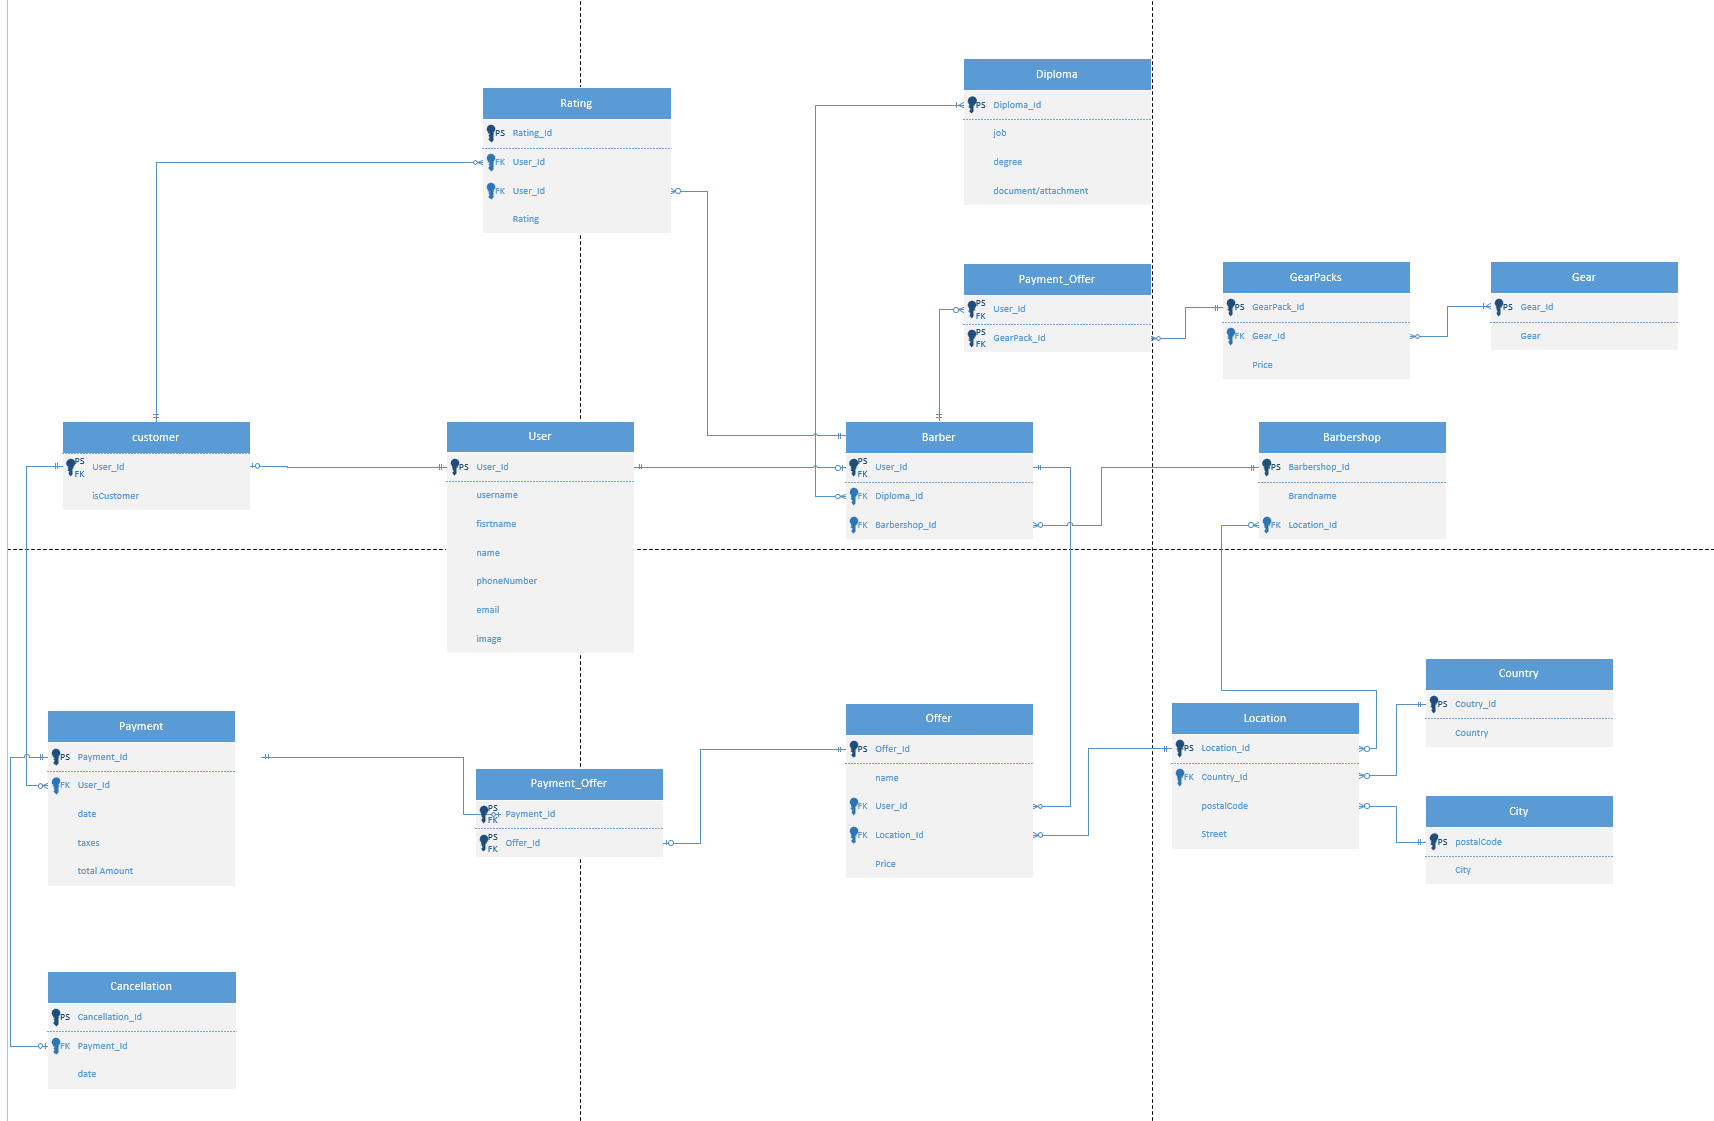 Diploma
PS Diploma_Id
job
degree
document/attachment
Rating
PS Rating_Id
FK User_Id
FK User_Id
Rating
Payment_Offer
PS FK User_Id
PS FK GearPack_Id
GearPacks
PS GearPack_Id
FK Gear_Id
Price
Gear
PS Gear_Id
Gear
customer
PS FK User_Id
isCustomer
User
PS User_Id
username
fisrtname
name
phoneNumber
email
image
Barber
PS FK User_Id
FK Diploma_Id
FK Barbershop_Id
Barbershop
PS Barbershop_Id
Brandname
FK Location_Id
Payment
PS Payment_Id
FK User_Id
date
taxes
total Amount
Payment_Offer
PS FK Payment_Id
PS FK Offer_Id
Offer
PS Offer_Id
name
FK User_Id
FK Location_Id
Price
Location
PS Location_Id
FK Country_Id
postalCode
Street
Country
PS Coutry_Id
Country
City
PS postalCode
City
Cancellation
PS Cancellation_Id
FK Payment_Id
date